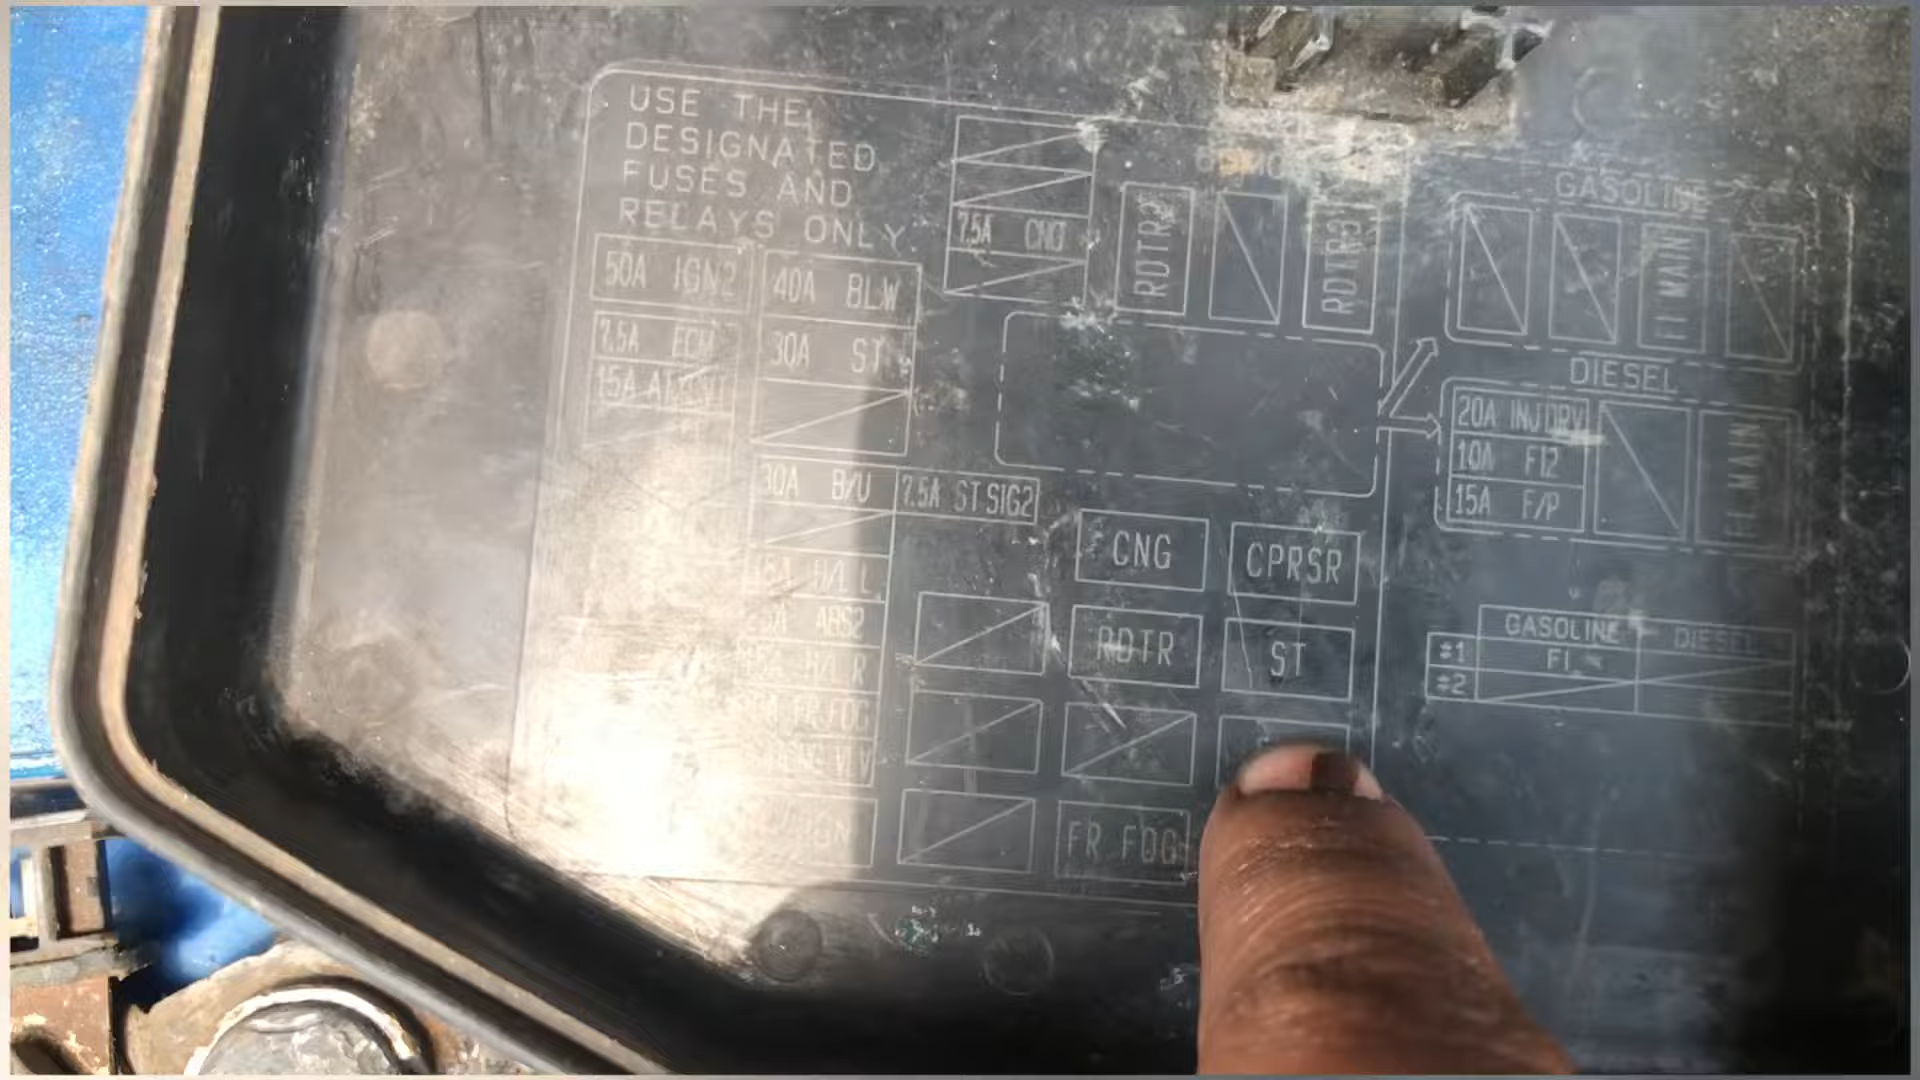 USE THE
DESIGNATED
FUSES AND
RELAYS ONLY
7.5A CNG
RDTR3
GASOLINE
FI MAIN
50A IGN2
40A BLW
7.5A ECM
30A ST
15A
DIESEL
20A INJ DRV
10A FI2
15A F/P
FI MAIN
30A B/U
7.5A ST SIG2
CNG
CPRSR
H/L L
ABS2
RDTR
ST
H/L R
GASOLINE
DIESEL
#1
FI
#2
FR FOG